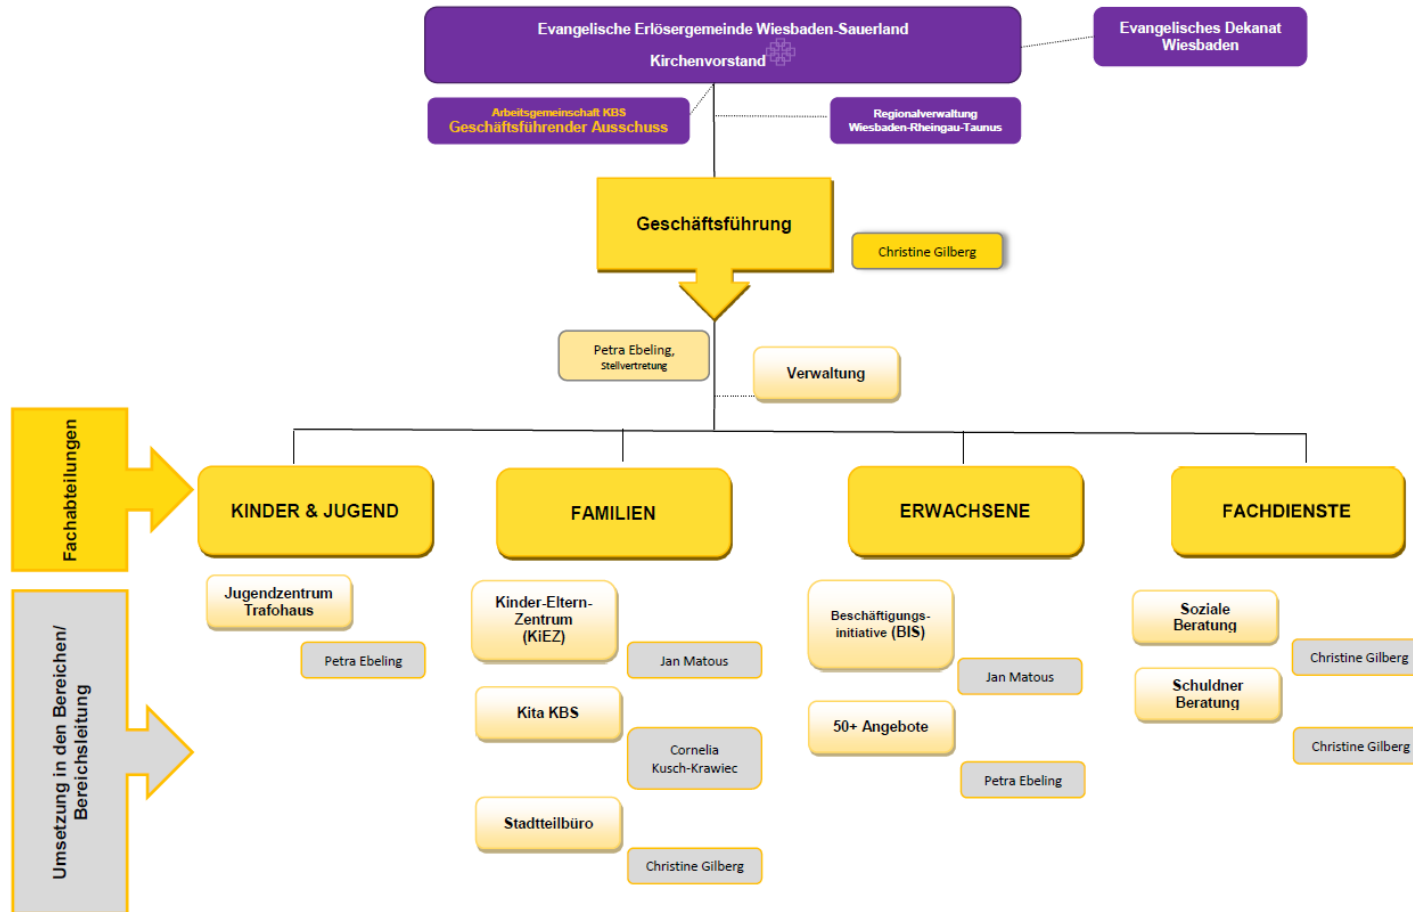 Evangelische Erlösergemeinde Wiesbaden-Sauerland
Kirchenvorstand
Evangelisches Dekanat
Wiesbaden
Arbeitsgemeinschaft KBS
Geschäftsführender Ausschuss
Regionalverwaltung
Wiesbaden-Rheingau-Taunus
Geschäftsführung
Christine Gilberg
Petra Ebeling,
Stellvertretung
Verwaltung
Fachabteilungen
KINDER & JUGEND
FAMILIEN
ERWACHSENE
FACHDIENSTE
Umsetzung in den Bereichen/
Bereichsleitung
Jugendzentrum
Trafohaus
Petra Ebeling
Kinder-Eltern-
Zentrum
(KiEZ)
Jan Matous
Kita KBS
Cornelia
Kusch-Krawiec
Stadtteilbüro
Christine Gilberg
Beschäftigungs-
initiative (BIS)
Jan Matous
50+ Angebote
Petra Ebeling
Soziale
Beratung
Christine Gilberg
Schuldner
Beratung
Christine Gilberg